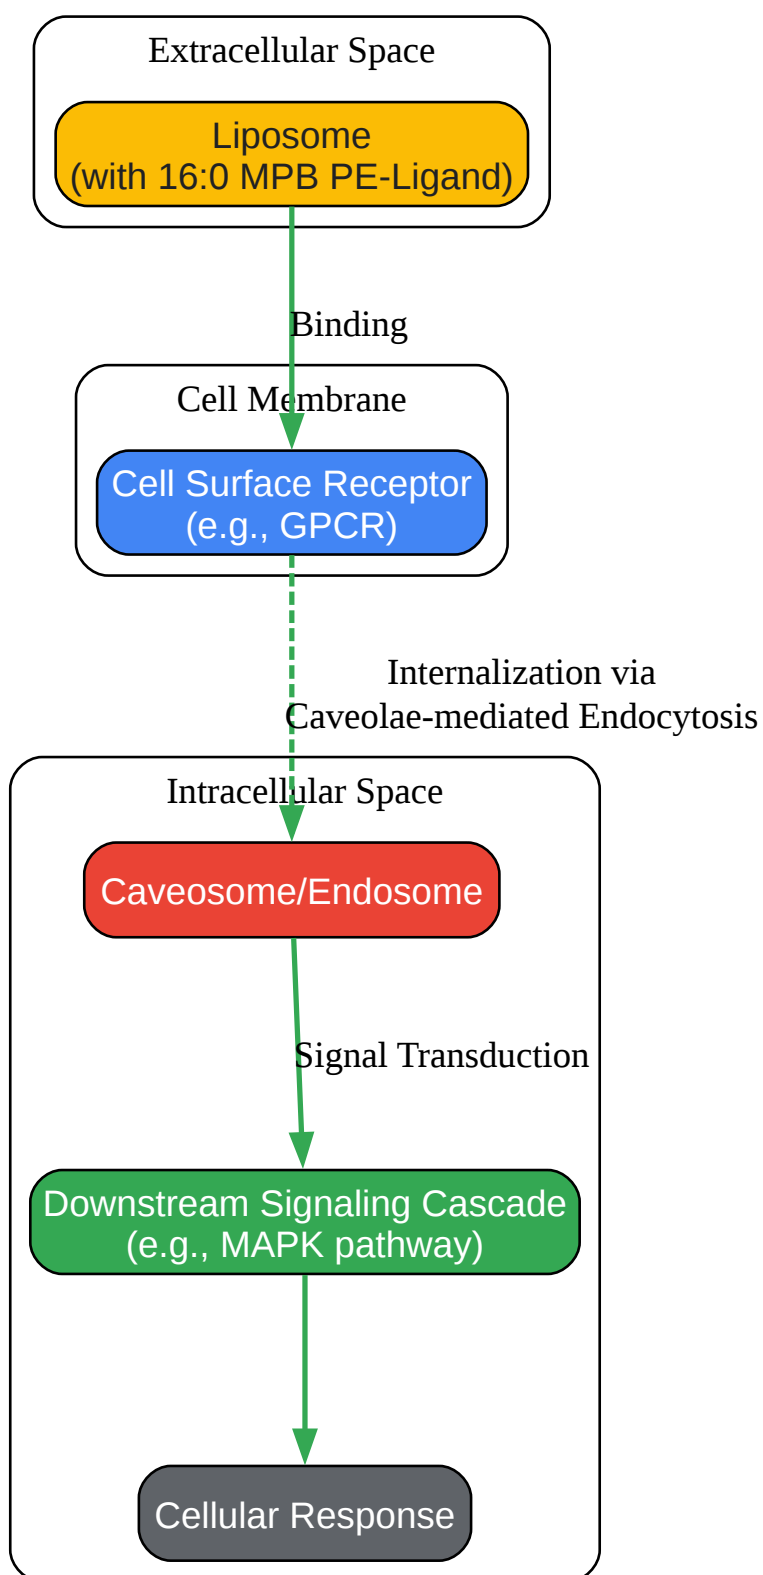 Extracellular Space
Liposome
(with 16:0 MPB PE-Ligand)
Binding
Cell Membrane
Cell Surface Receptor
(e.g., GPCR)
Internalization via
Caveolae-mediated Endocytosis
Intracellular Space
Caveosome/Endosome
Signal Transduction
Downstream Signaling Cascade
(e.g., MAPK pathway)
Cellular Response